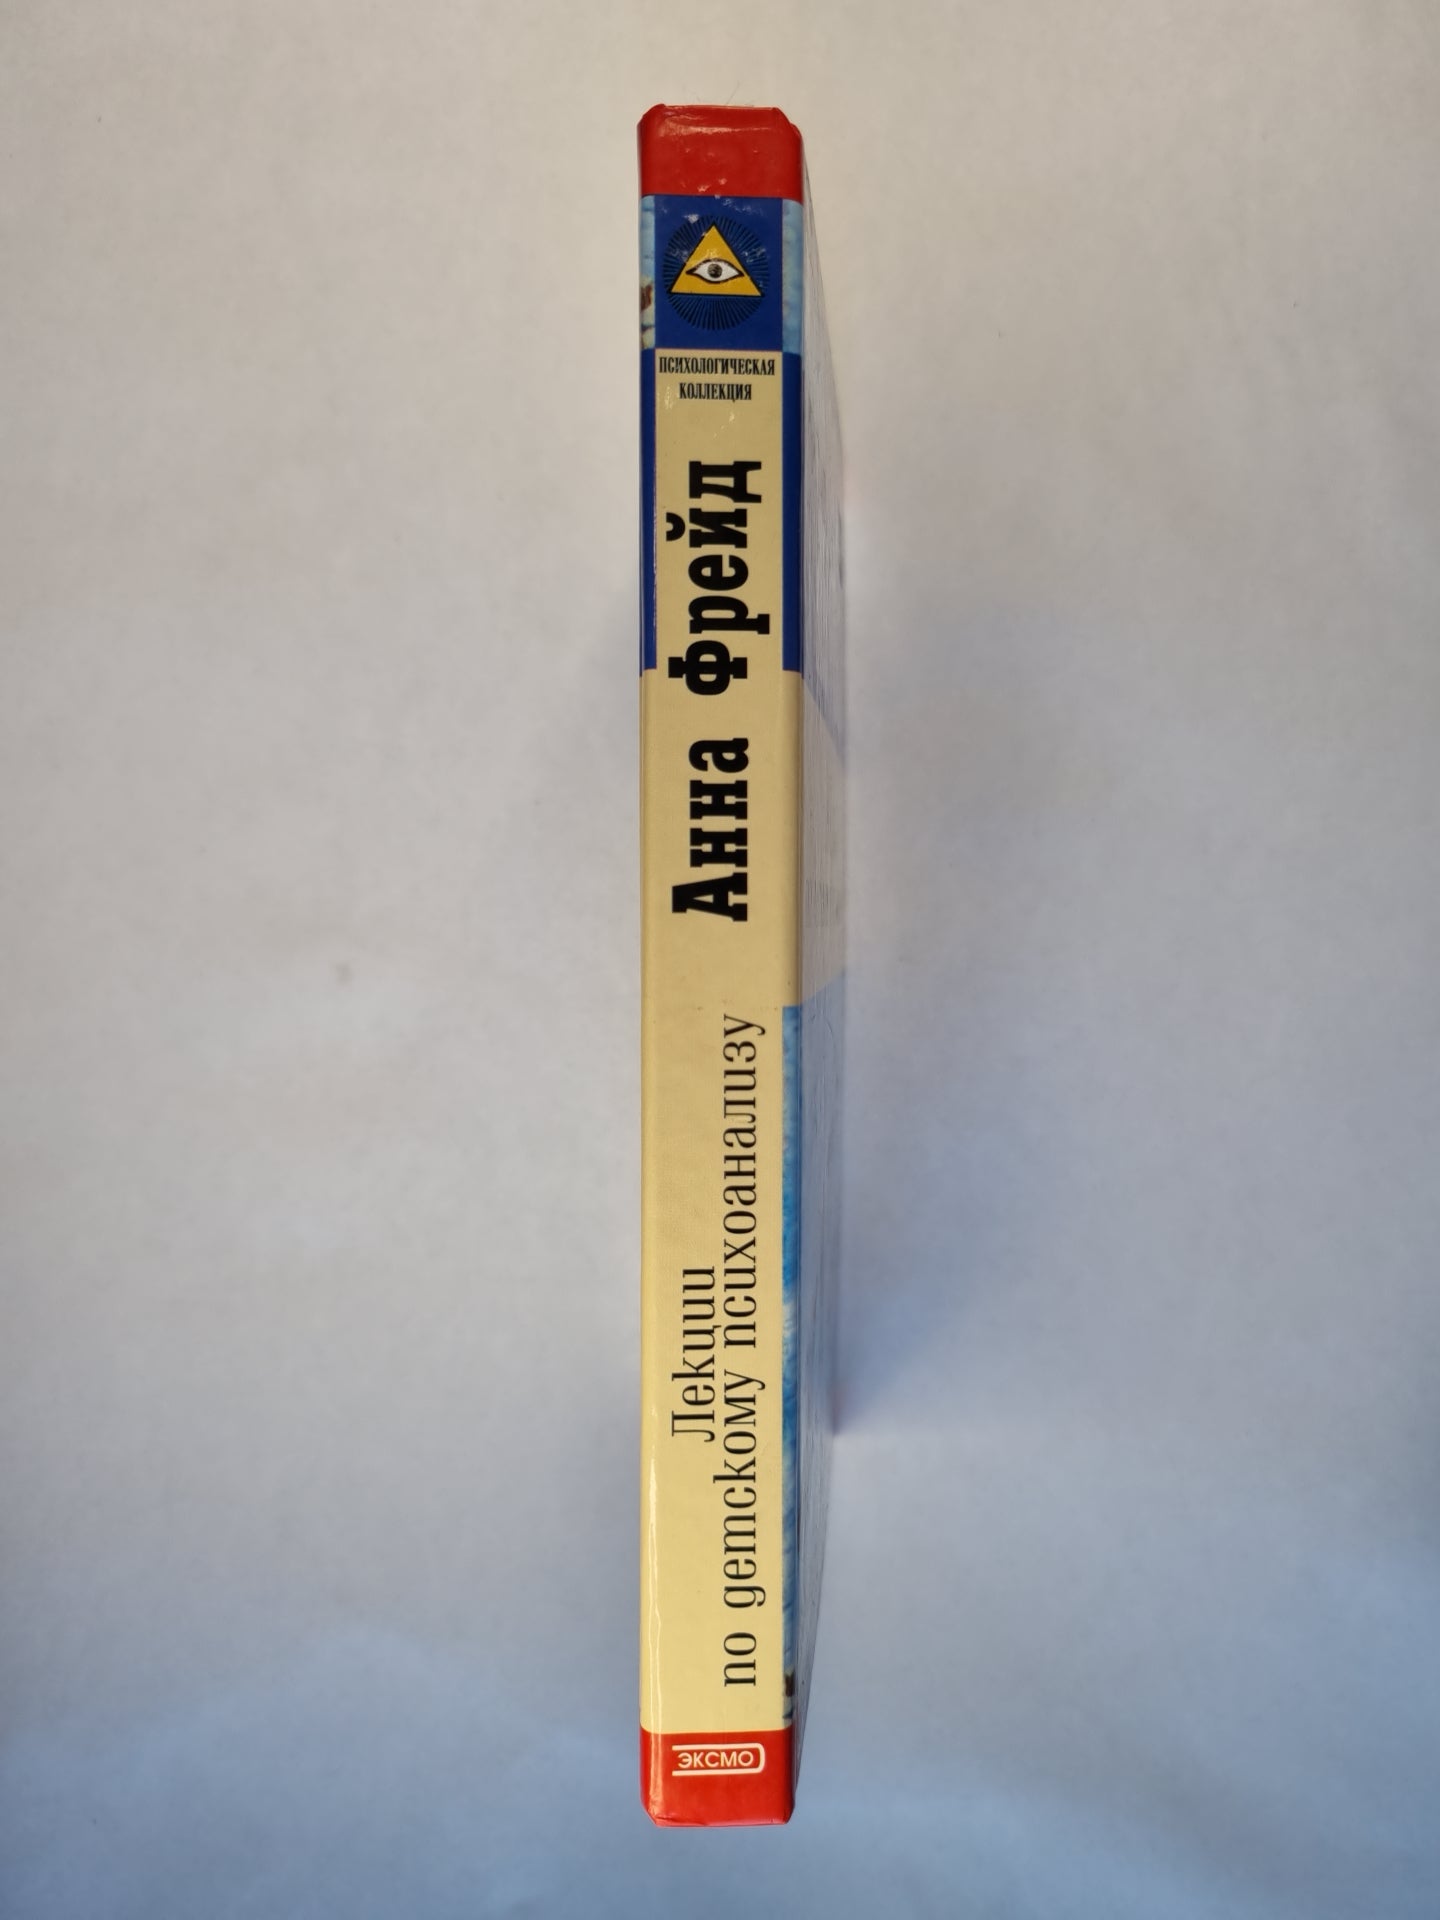 ПСИХОЛОГИЧЕСКАЯ
КОЛЛЕКЦИЯ
Анна Фрейд
Лекции
по детскому психоанализу
ЭКСМО